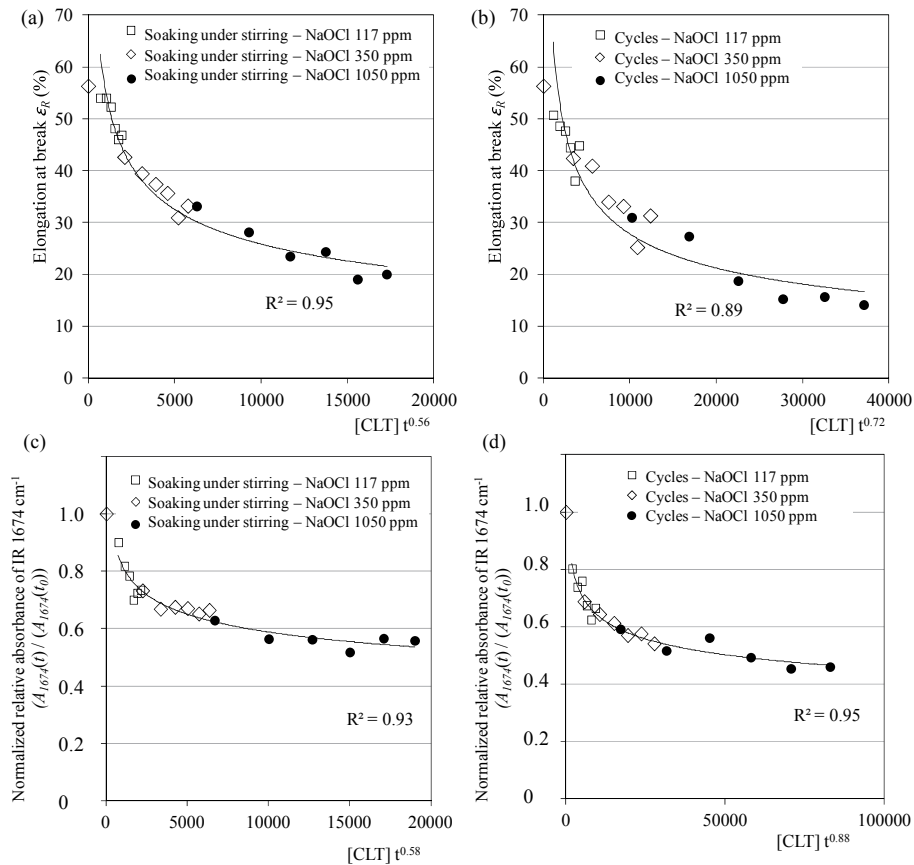 (a)
Elongation at break εR (%)
70
60
50
40
30
20
10
0
Soaking under stirring – NaOCl 117 ppm
Soaking under stirring – NaOCl 350 ppm
Soaking under stirring – NaOCl 1050 ppm
R² = 0.95
0 5000 10000 15000 20000
[CLT] t^0.56
(b)
Elongation at break εR (%)
70
60
50
40
30
20
10
0
Cycles – NaOCl 117 ppm
Cycles – NaOCl 350 ppm
Cycles – NaOCl 1050 ppm
R² = 0.89
0 10000 20000 30000 40000
[CLT] t^0.72
(c)
Normalized relative absorbance of IR 1674 cm⁻¹
(A1674(t) / (A1674(t0))
1.0
0.8
0.6
0.4
0.2
0.0
Soaking under stirring – NaOCl 117 ppm
Soaking under stirring – NaOCl 350 ppm
Soaking under stirring – NaOCl 1050 ppm
R² = 0.93
0 5000 10000 15000 20000
[CLT] t^0.58
(d)
Normalized relative absorbance of IR 1674 cm⁻¹
(A1674(t) / (A1674(t0))
1.0
0.8
0.6
0.4
0.2
0.0
Cycles – NaOCl 117 ppm
Cycles – NaOCl 350 ppm
Cycles – NaOCl 1050 ppm
R² = 0.95
0 50000 100000
[CLT] t^0.88